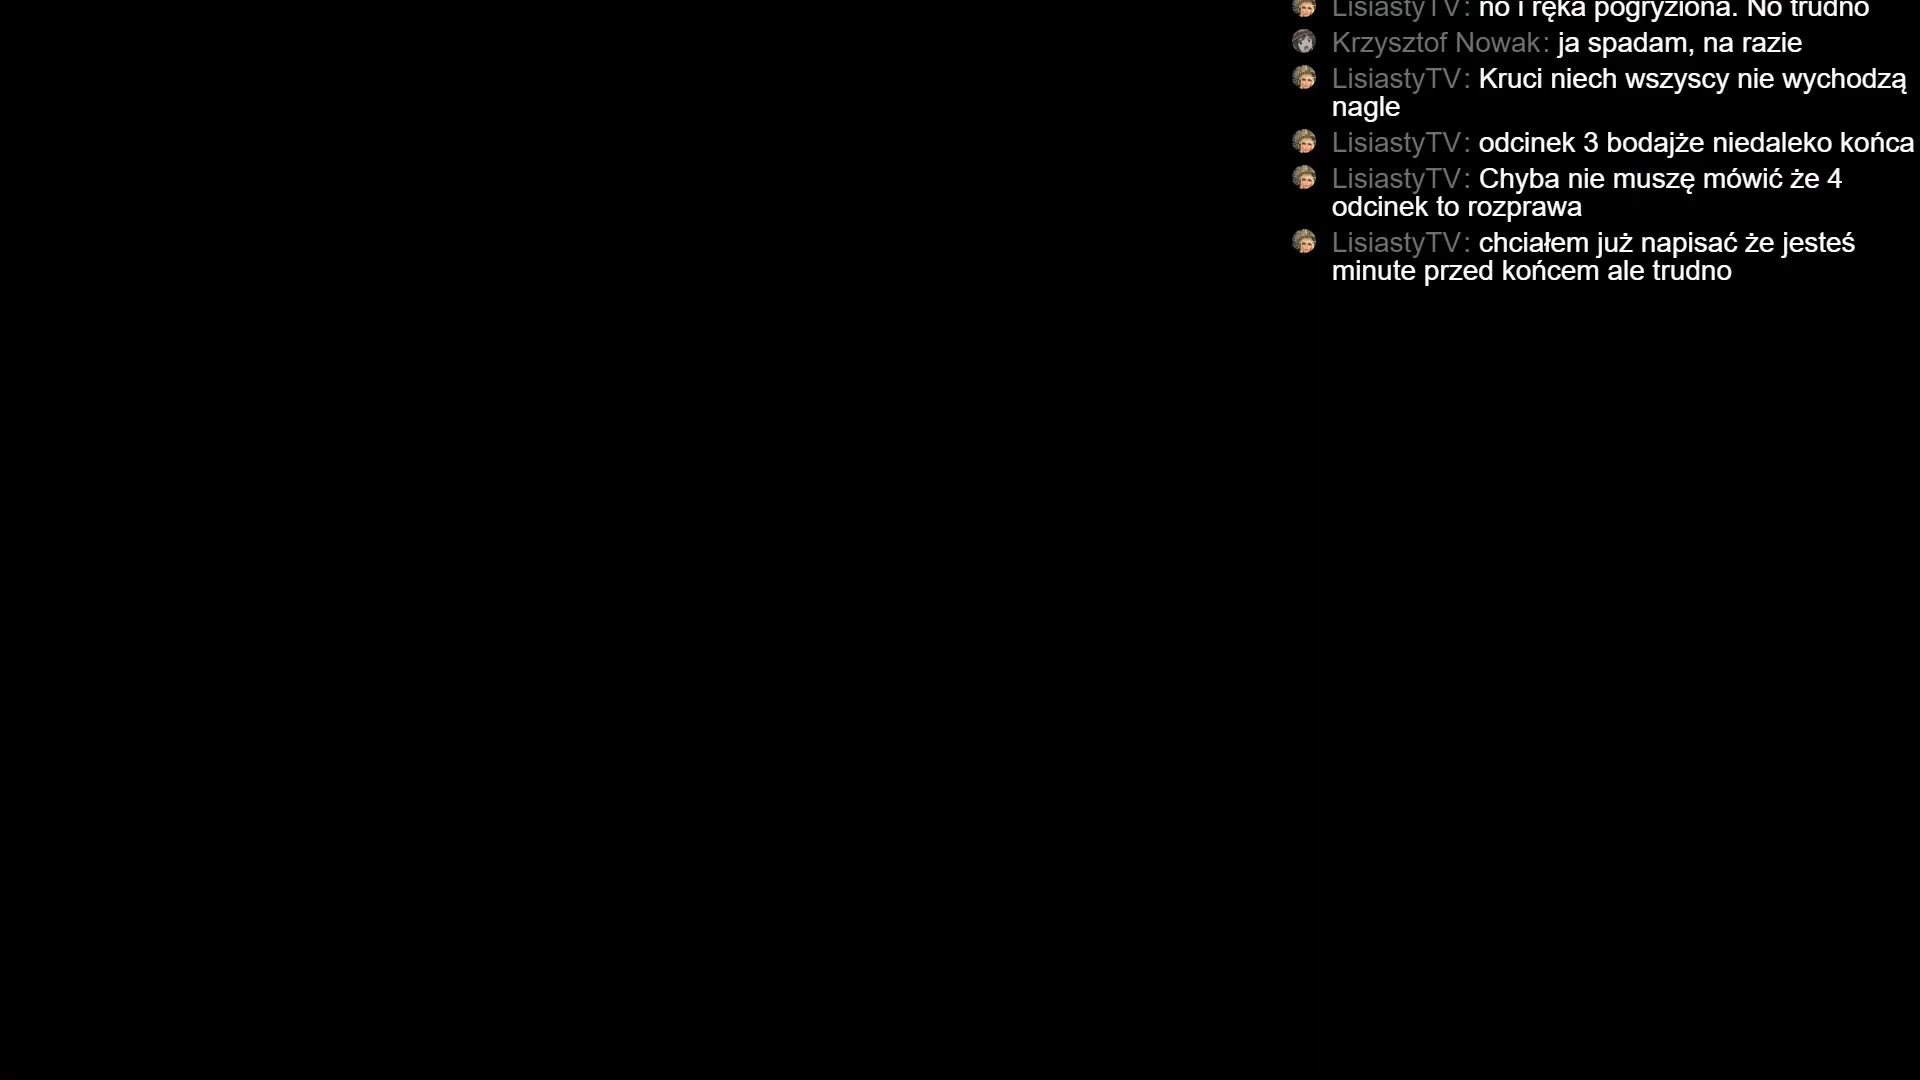 LisiastyTV: no i ręka pogryziona. No trudno
Krzysztof Nowak: ja spadam, na razie
LisiastyTV: Kruci niech wszyscy nie wychodzą
nagle
LisiastyTV: odcinek 3 bodajże niedaleko końca
LisiastyTV: Chyba nie muszę mówić że 4
odcinek to rozprawa
LisiastyTV: chciałem już napisać że jesteś
minute przed końcem ale trudno